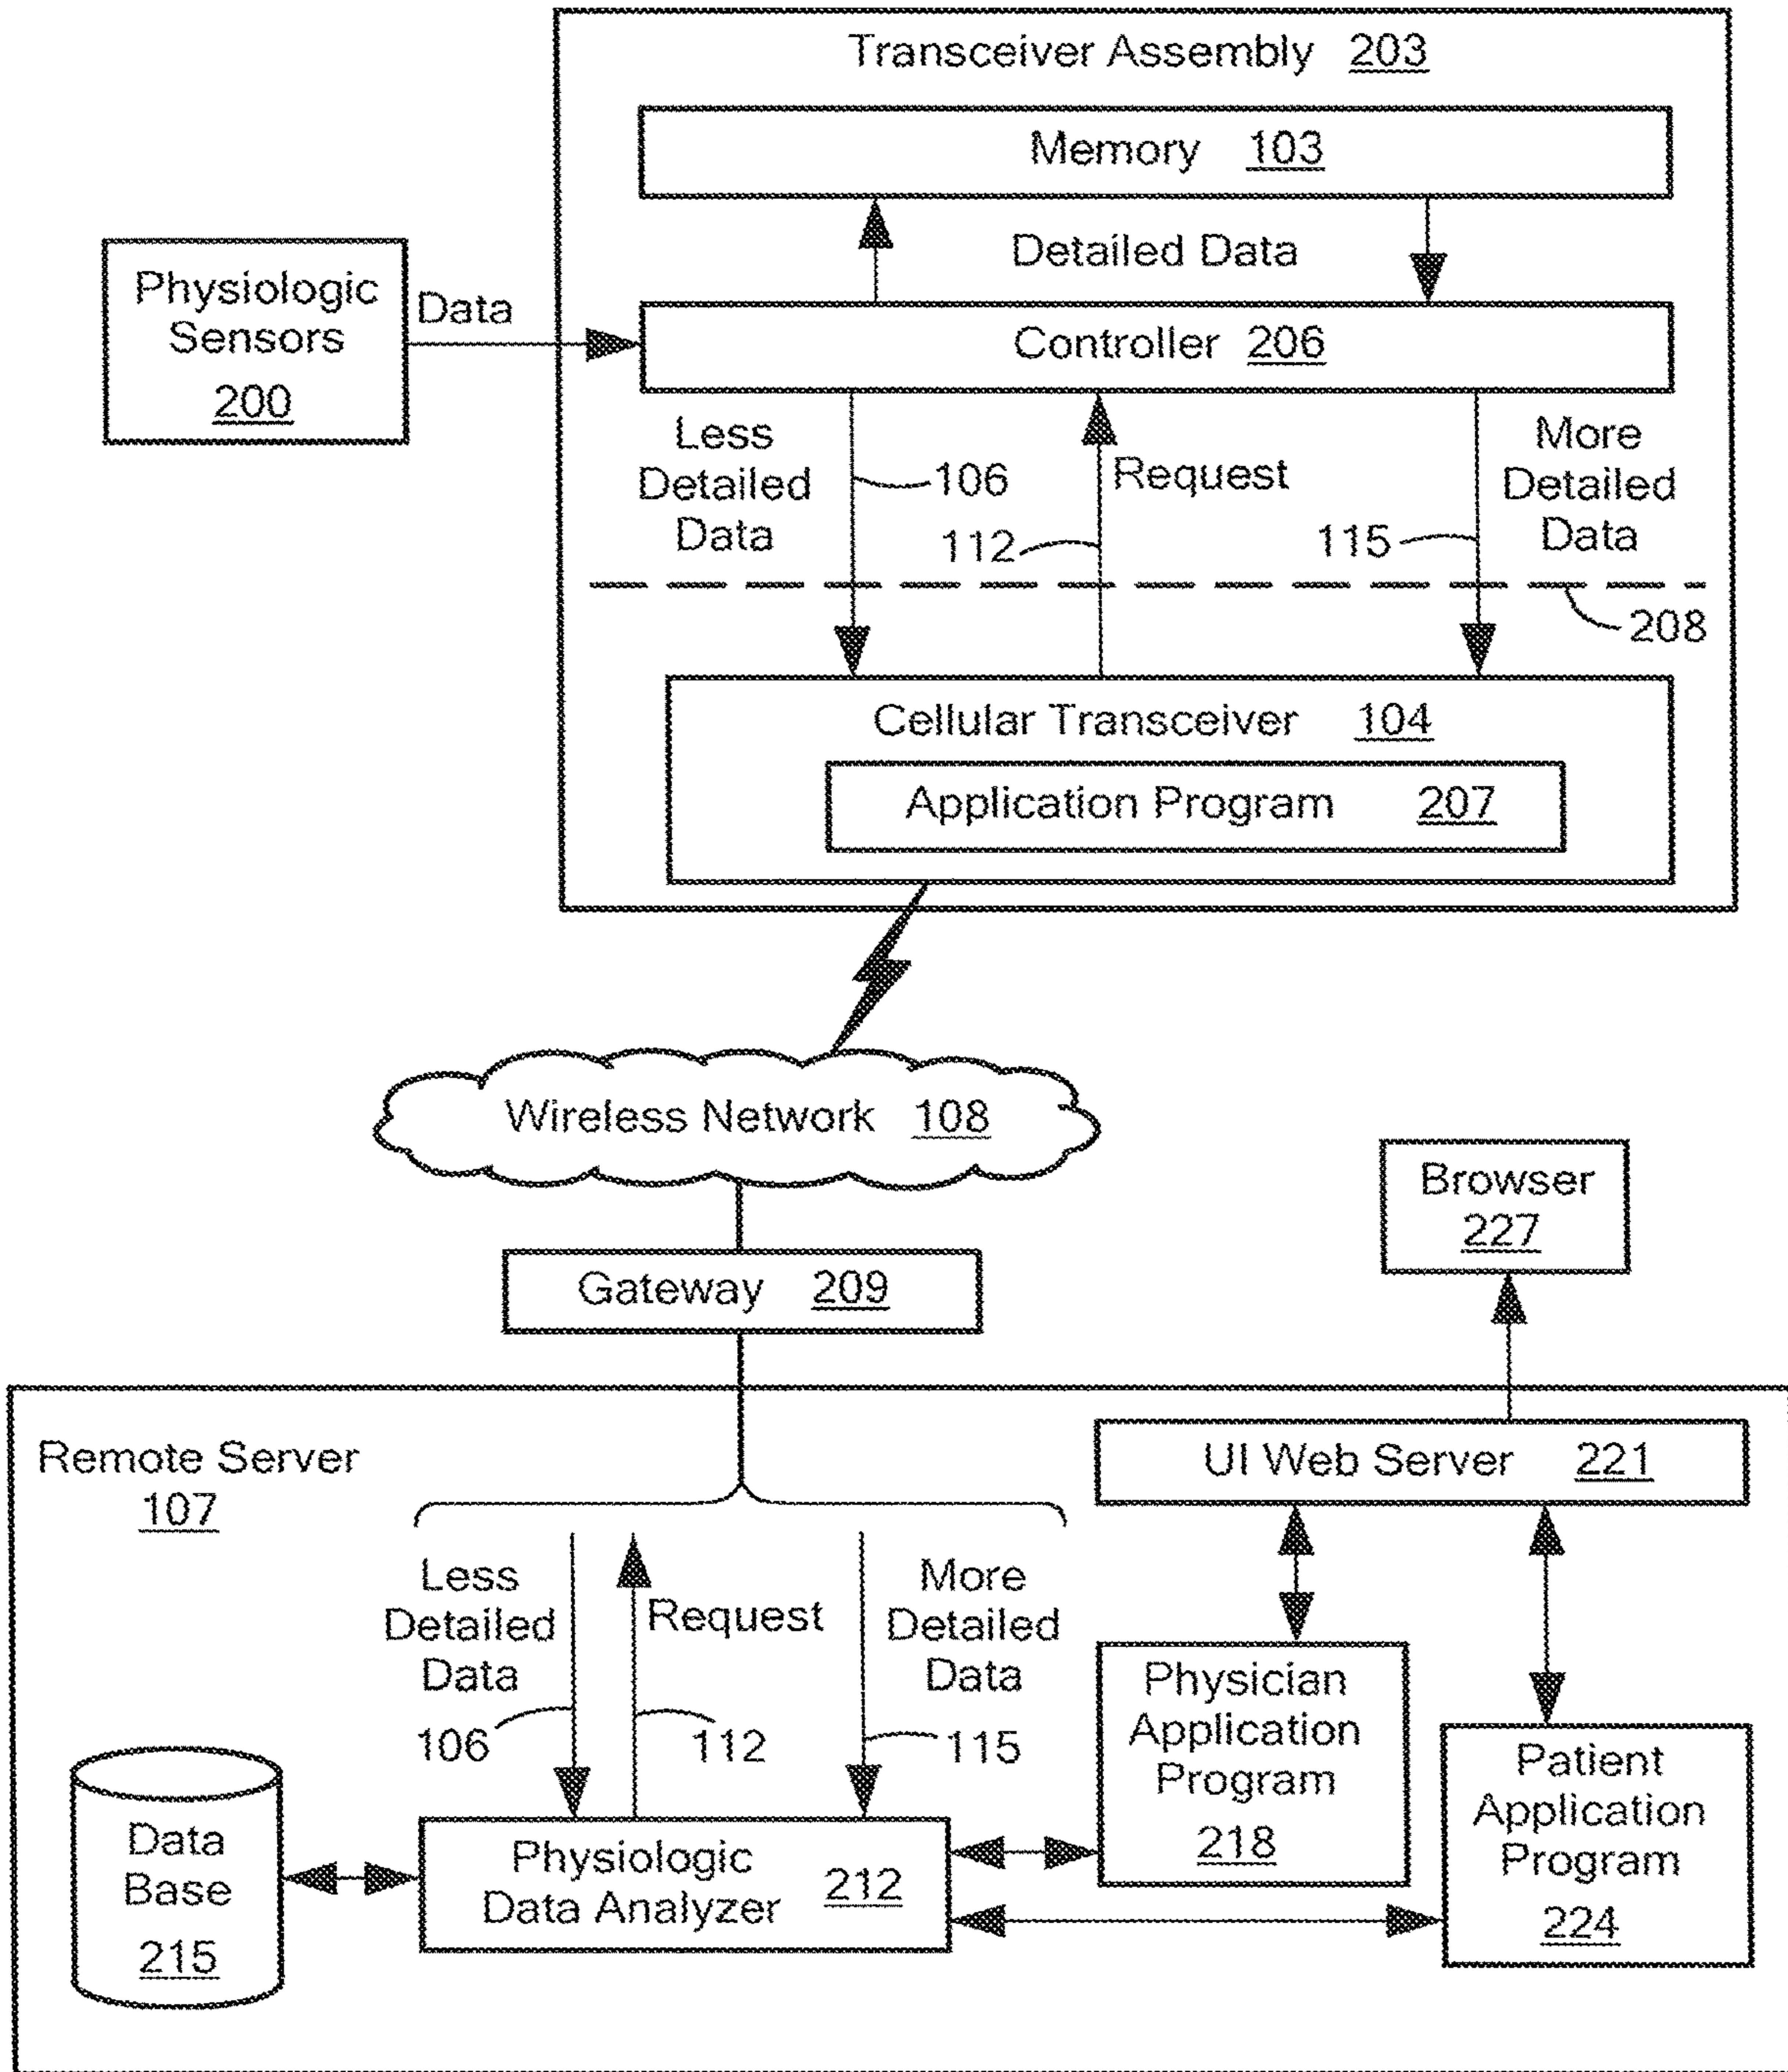 Transceiver Assembly 203
Memory 103
Detailed Data
Physiologic
Sensors
200
Data
Controller 206
Less
Detailed
Data
106
Request
112
More
Detailed
Data
115
208
Cellular Transceiver 104
Application Program 207
Wireless Network 108
Gateway 209
Browser
227
Remote Server
107
UI Web Server 221
Less
Detailed
Data
106
Request
112
More
Detailed
Data
115
Physician
Application
Program
218
Patient
Application
Program
224
Data
Base
215
Physiologic
Data Analyzer 212